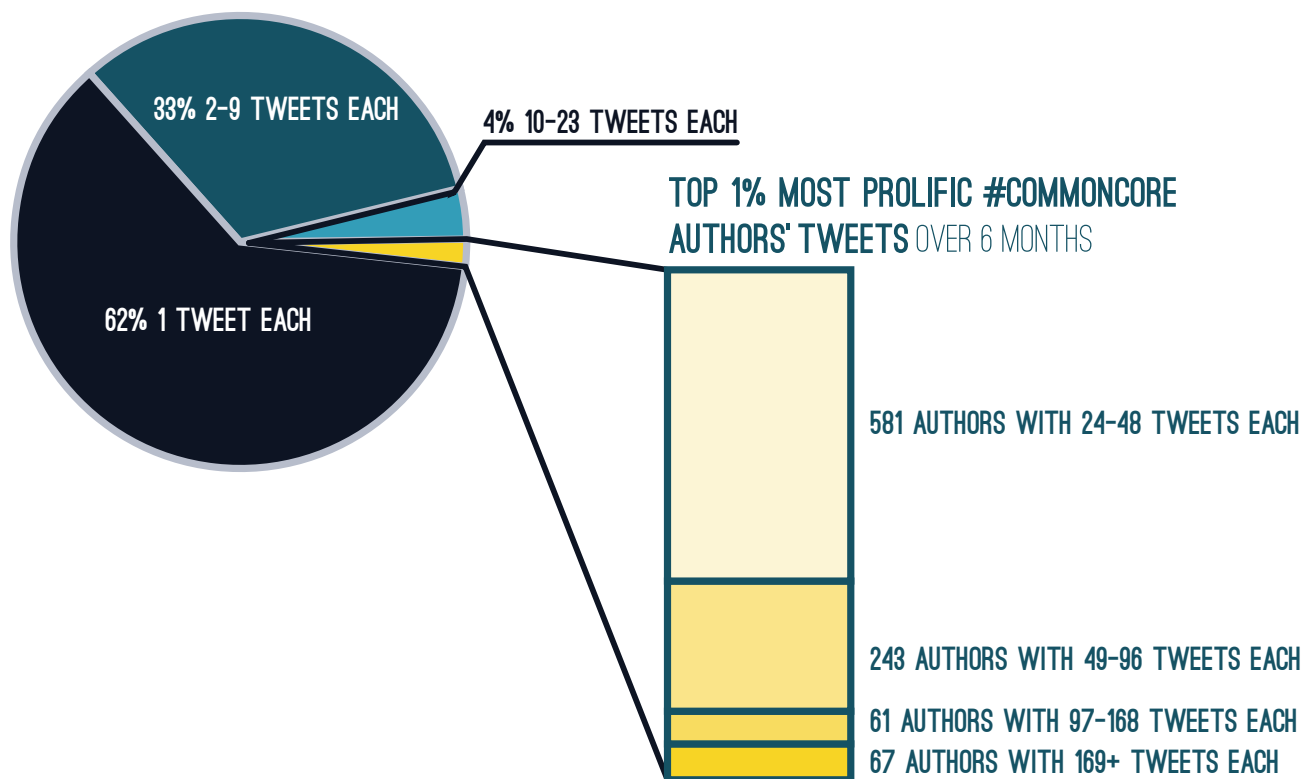 33% 2-9 TWEETS EACH
4% 10-23 TWEETS EACH
TOP 1% MOST PROLIFIC #COMMONCORE
AUTHORS' TWEETS OVER 6 MONTHS
62% 1 TWEET EACH
581 AUTHORS WITH 24-48 TWEETS EACH
243 AUTHORS WITH 49-96 TWEETS EACH
61 AUTHORS WITH 97-168 TWEETS EACH
67 AUTHORS WITH 169+ TWEETS EACH